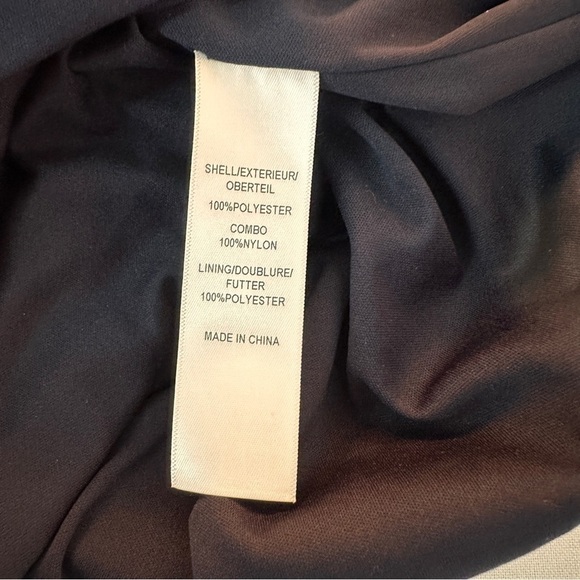 SHELL/EXTERIEUR/
OBERTEIL
100%POLYESTER
COMBO
100%NYLON
LINING/DOUBLURE/
FUTTER
100%POLYESTER
MADE IN CHINA